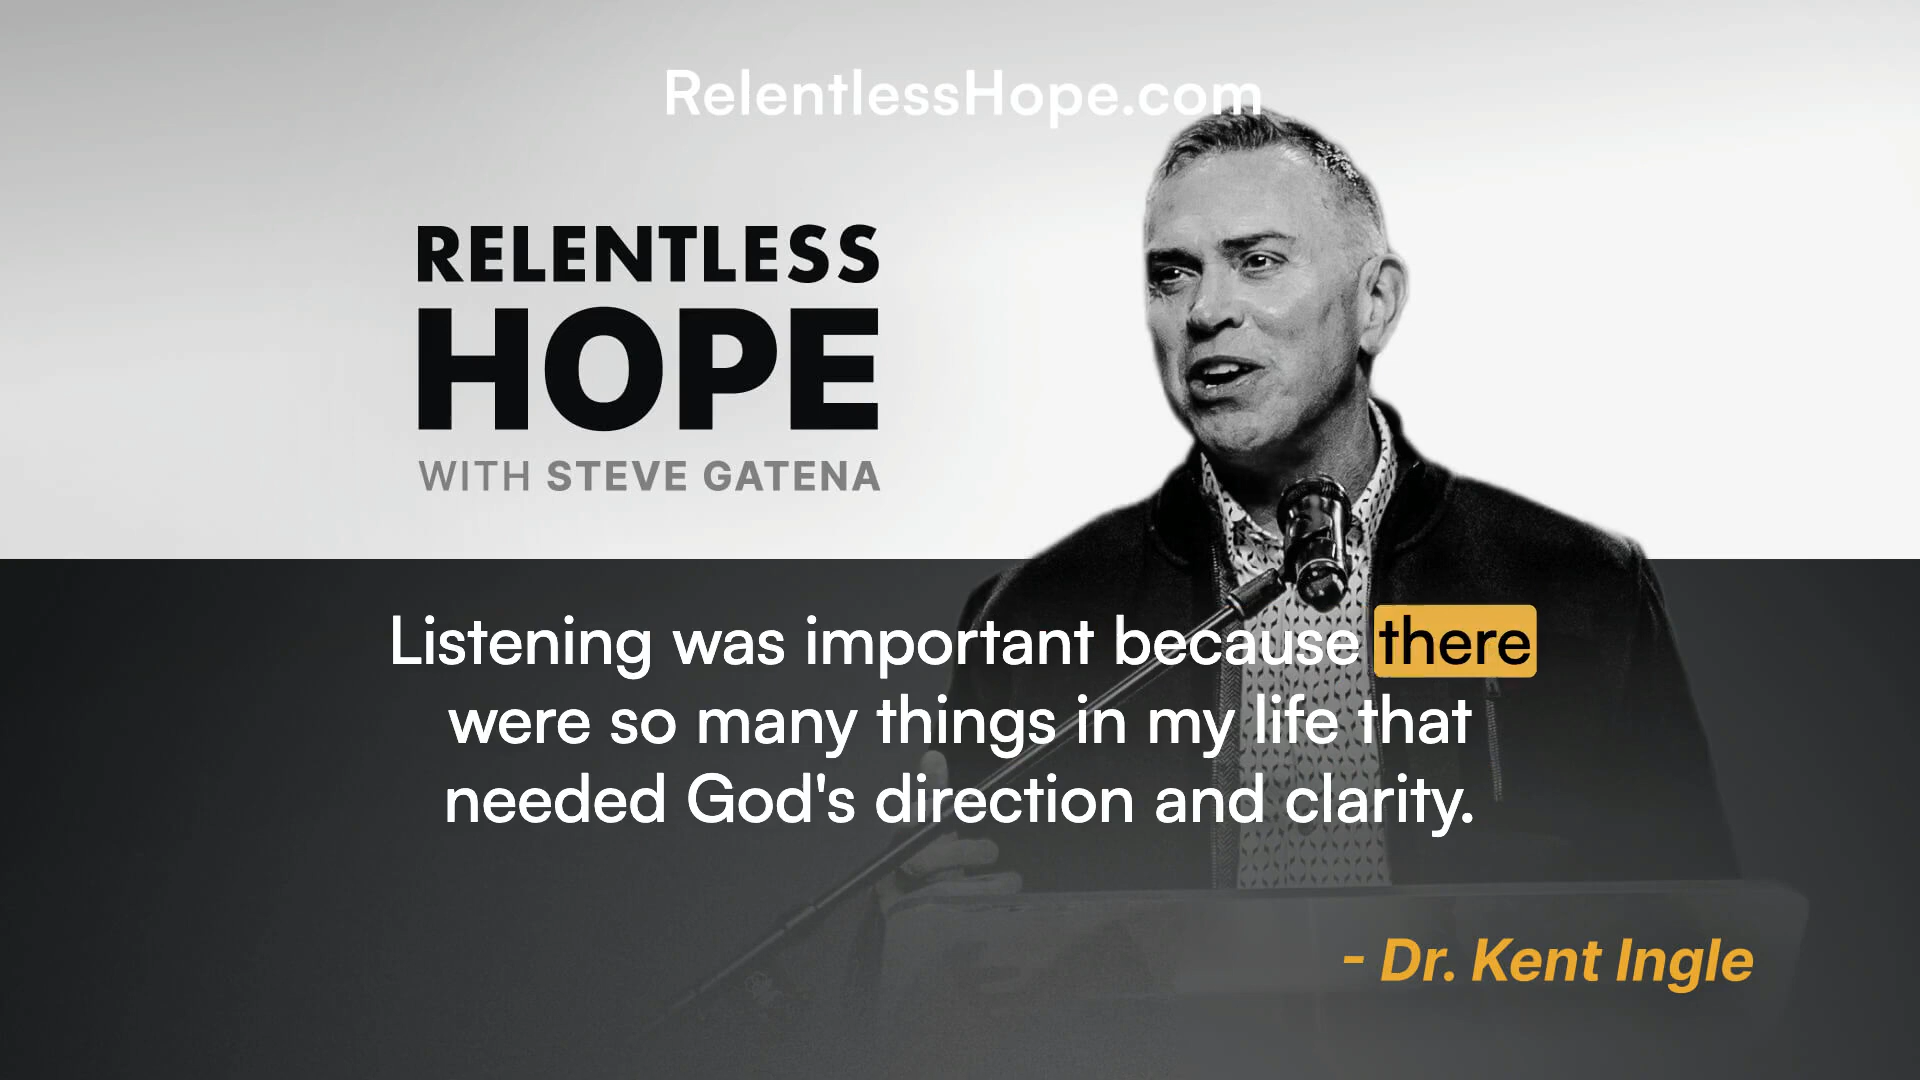 RelentlessHope.com
RELENTLESS
HOPE
WITH STEVE GATENA
Listening was important because there
were so many things in my life that
needed God's direction and clarity.
- Dr. Kent Ingle